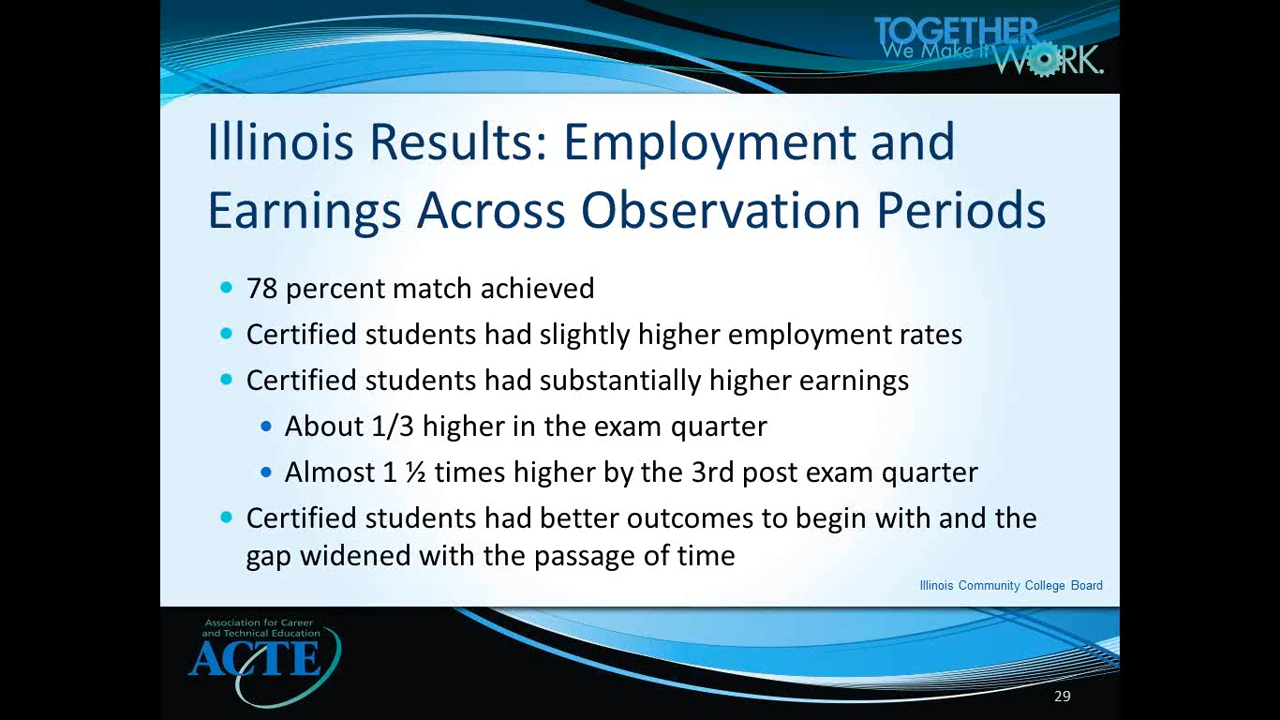 TOGETHER
We Make It
WORK.
Illinois Results: Employment and
Earnings Across Observation Periods
• 78 percent match achieved
• Certified students had slightly higher employment rates
• Certified students had substantially higher earnings
• About 1/3 higher in the exam quarter
• Almost 1 ½ times higher by the 3rd post exam quarter
• Certified students had better outcomes to begin with and the
gap widened with the passage of time
Illinois Community College Board
Association for Career
and Technical Education
ACTE
29